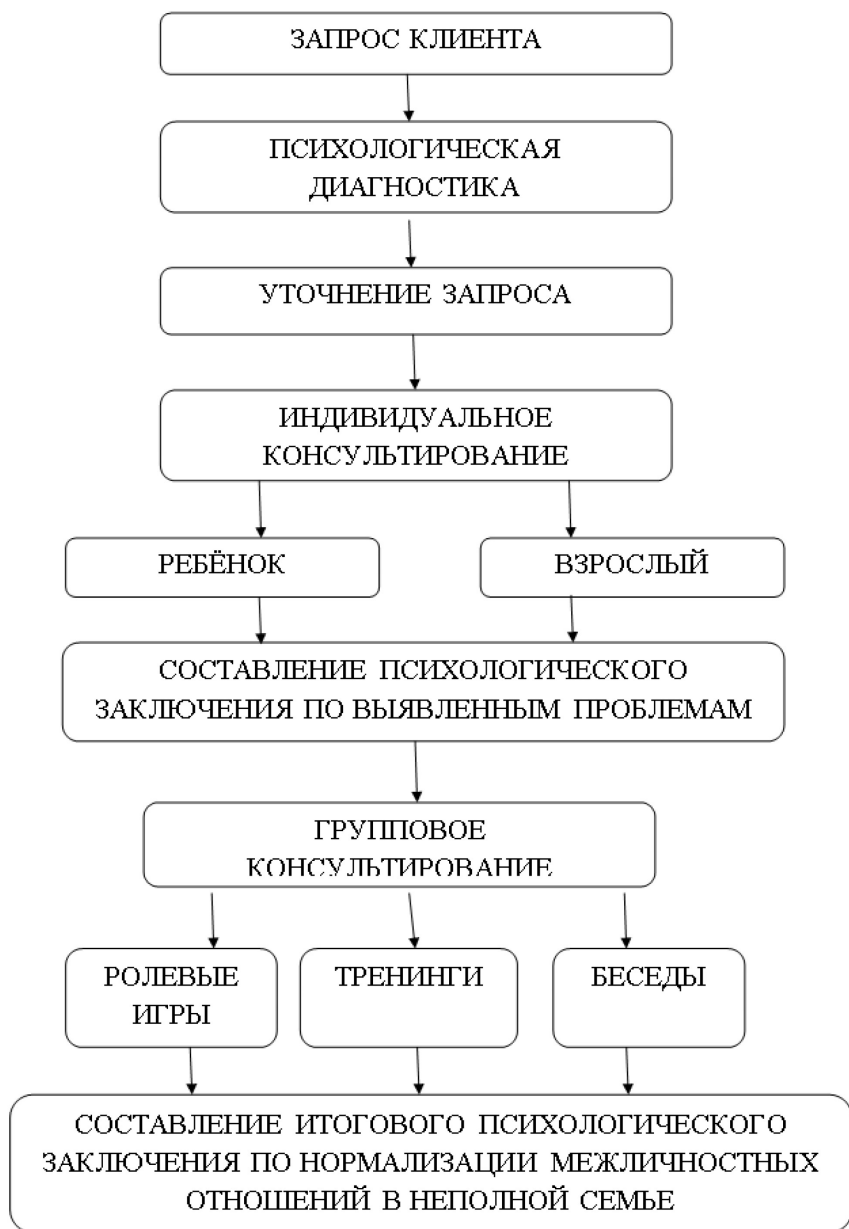 ЗАПРОС КЛИЕНТА
ПСИХОЛОГИЧЕСКАЯ
ДИАГНОСТИКА
УТОЧНЕНИЕ ЗАПРОСА
ИНДИВИДУАЛЬНОЕ
КОНСУЛЬТИРОВАНИЕ
РЕБЁНОК
ВЗРОСЛЫЙ
СОСТАВЛЕНИЕ ПСИХОЛОГИЧЕСКОГО
ЗАКЛЮЧЕНИЯ ПО ВЫЯВЛЕННЫМ ПРОБЛЕМАМ
ГРУППОВОЕ
КОНСУЛЬТИРОВАНИЕ
РОЛЕВЫЕ
ИГРЫ
ТРЕНИНГИ
БЕСЕДЫ
СОСТАВЛЕНИЕ ИТОГОВОГО ПСИХОЛОГИЧЕСКОГО
ЗАКЛЮЧЕНИЯ ПО НОРМАЛИЗАЦИИ МЕЖЛИЧНОСТНЫХ
ОТНОШЕНИЙ В НЕПОЛНОЙ СЕМЬЕ